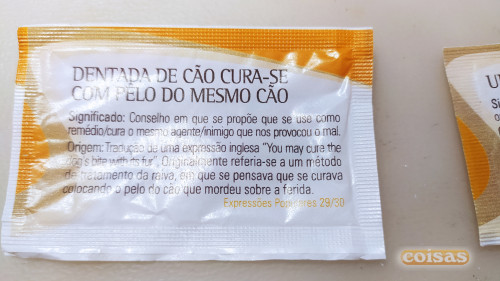 DENTADA DE CÃO CURA-SE
COM PÊLO DO MESMO CÃO
Significado: Conselho em que se propõe que se use como
remédio/cura o mesmo agente/inimigo que nos provocou o mal.
Origem: Tradução de uma expressão inglesa "You may cure the
dog's bite with its fur". Originalmente referia-se a um método
de tratamento da raiva, em que se pensava que se curava
colocando o pelo do cão que mordeu sobre a ferida.
Expressões Populares 29/30
coisas